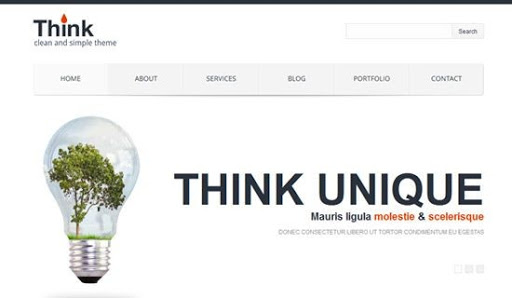 Think
clean and simple theme
Search
HOME ABOUT SERVICES BLOG PORTFOLIO CONTACT
THINK UNIQUE
Mauris ligula molestie & scelerisque
DONEC CONSECTETUR LIBERO UT TORTOR CONDIMENTUM EU EGESTAS